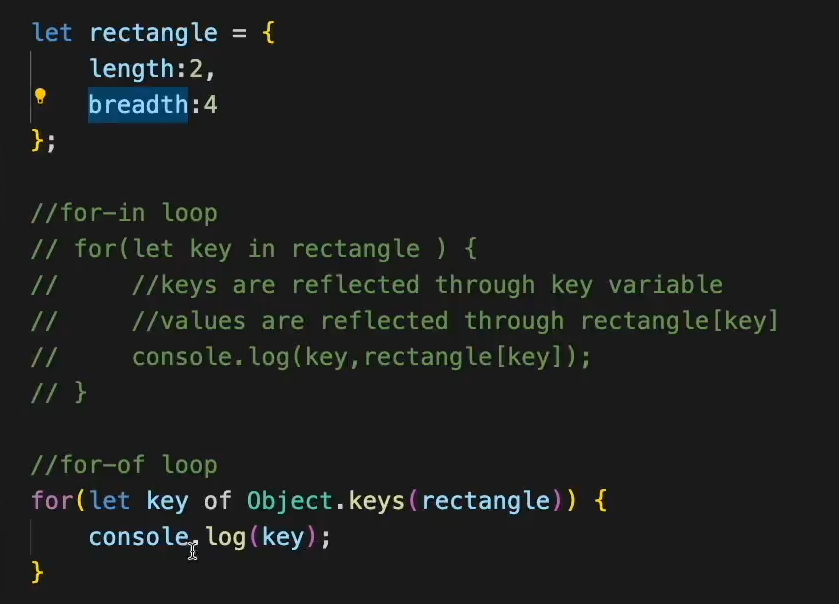 let rectangle = {
    length:2,
    breadth:4
};
//for-in loop
// for(let key in rectangle ) {
//     //keys are reflected through key variable
//     //values are reflected through rectangle[key]
//     console.log(key,rectangle[key]);
// }
//for-of loop
for(let key of Object.keys(rectangle)) {
    console.log(key);
}